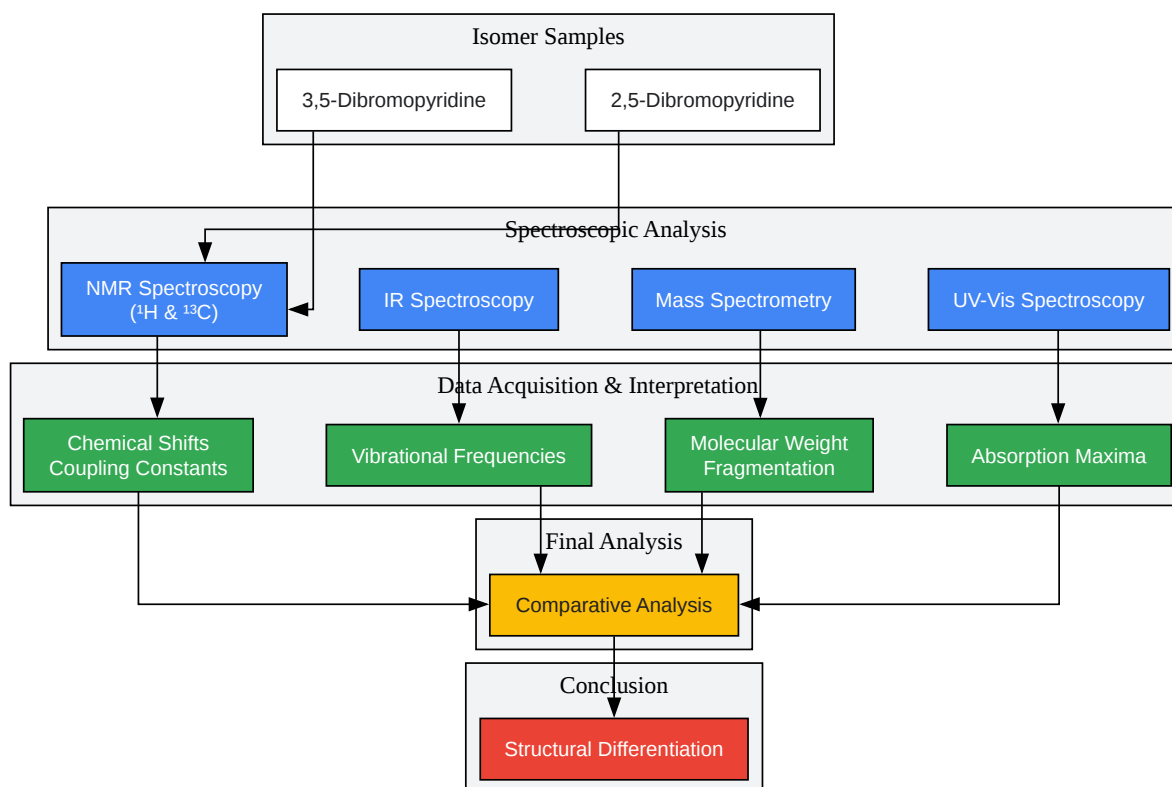 Isomer Samples
3,5-Dibromopyridine
2,5-Dibromopyridine
Spectroscopic Analysis
NMR Spectroscopy
(¹H & ¹³C)
IR Spectroscopy
Mass Spectrometry
UV-Vis Spectroscopy
Data Acquisition & Interpretation
Chemical Shifts
Coupling Constants
Vibrational Frequencies
Molecular Weight
Fragmentation
Absorption Maxima
Final Analysis
Comparative Analysis
Conclusion
Structural Differentiation